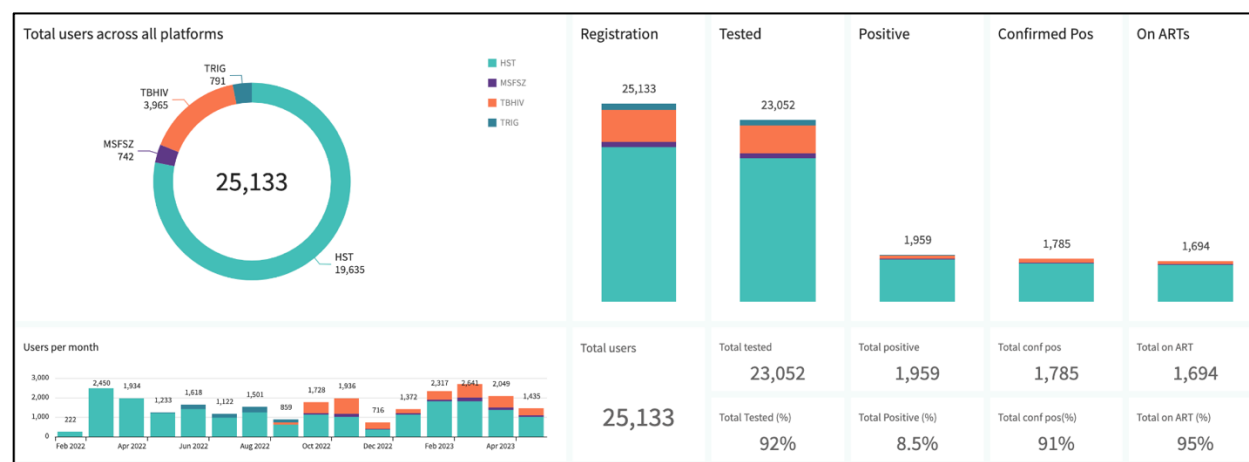 Total users across all platforms
TRIG
791
TBHIV
3,965
MSFSZ
742
25,133
HST
19,635
HST
MSFSZ
TBHIV
TRIG
Registration
25,133
Tested
23,052
Positive
1,959
Confirmed Pos
1,785
On ARTs
1,694
Users per month
3,000
2,000
1,000
0
222
2,450
1,934
1,233
1,618
1,122
1,501
859
1,728
1,936
716
1,372
2,317
2,641
2,049
1,435
Feb 2022
Apr 2022
Jun 2022
Aug 2022
Oct 2022
Dec 2022
Feb 2023
Apr 2023
Total users
25,133
Total tested
23,052
Total Tested (%)
92%
Total positive
1,959
Total Positive (%)
8.5%
Total conf pos
1,785
Total conf pos(%)
91%
Total on ART
1,694
Total on ART (%)
95%